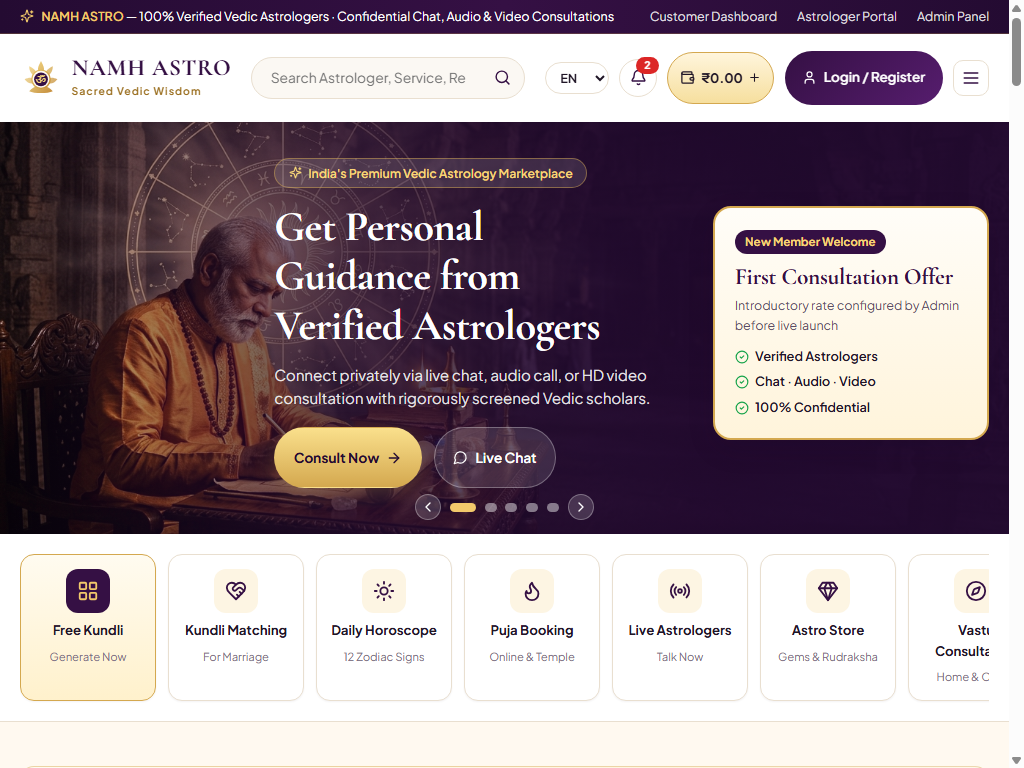 NAMH ASTRO — 100% Verified Vedic Astrologers · Confidential Chat, Audio & Video Consultations
Customer Dashboard
Astrologer Portal
Admin Panel
NAMH ASTRO
Sacred Vedic Wisdom
Search Astrologer, Service, Re
EN
2
₹0.00 +
Login / Register
India's Premium Vedic Astrology Marketplace
Get Personal
Guidance from
Verified Astrologers
Connect privately via live chat, audio call, or HD video
consultation with rigorously screened Vedic scholars.
Consult Now
Live Chat
New Member Welcome
First Consultation Offer
Introductory rate configured by Admin
before live launch
Verified Astrologers
Chat · Audio · Video
100% Confidential
Free Kundli
Generate Now
Kundli Matching
For Marriage
Daily Horoscope
12 Zodiac Signs
Puja Booking
Online & Temple
Live Astrologers
Talk Now
Astro Store
Gems & Rudraksha
Vastu
Consulta
Home & O